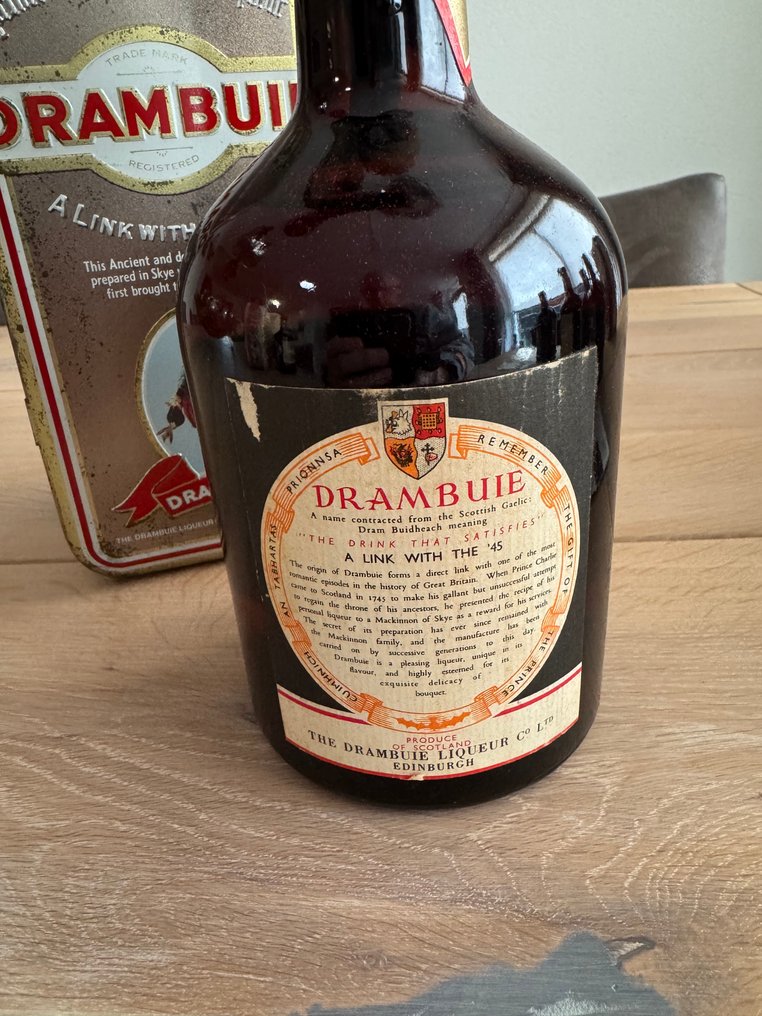 TRADE MARK
DRAMBUI
REGISTERED
A LINK WITH
This Ancient and
prepared in Skye
first brought
DRA
THE DRAMBUIE LIQUEUR
CUIMHNICH AN TABHARTAS PRIONNSA
REMEMBER THE GIFT OF THE PRINCE
DRAMBUIE
A name contracted from the Scottish Gaelic:
Dram Buidheach meaning
"THE DRINK THAT SATISFIES"
A LINK WITH THE '45
The origin of Drambuie forms a direct link with one of the most
romantic episodes in the history of Great Britain. When Prince Charlie
came to Scotland in 1745 to make his gallant but unsuccessful attempt
to regain the throne of his ancestors, he presented the recipe of his
personal liqueur to a Mackinnon of Skye as a reward for his services.
The secret of its preparation has ever since remained with
the Mackinnon family, and the manufacture has been
carried on by successive generations to this day
Drambuie is a pleasing liqueur, unique in its
flavour, and highly esteemed for its
exquisite delicacy of
bouquet.
PRODUCE
OF SCOTLAND
THE DRAMBUIE LIQUEUR Co LTD
EDINBURGH